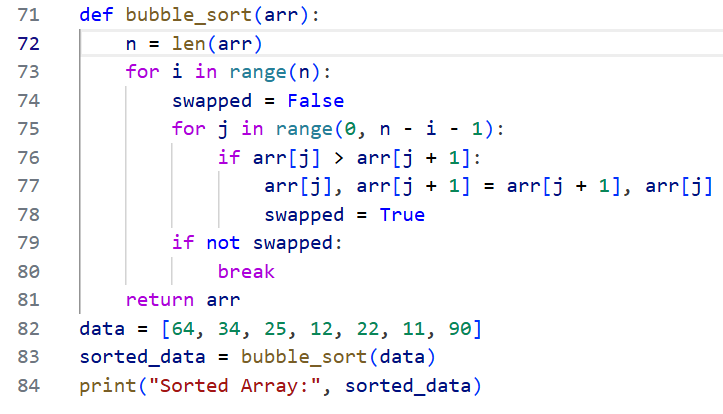 71 def bubble_sort(arr):
72     n = len(arr)
73     for i in range(n):
74         swapped = False
75         for j in range(0, n - i - 1):
76             if arr[j] > arr[j + 1]:
77                 arr[j], arr[j + 1] = arr[j + 1], arr[j]
78                 swapped = True
79         if not swapped:
80             break
81     return arr
82 data = [64, 34, 25, 12, 22, 11, 90]
83 sorted_data = bubble_sort(data)
84 print("Sorted Array:", sorted_data)